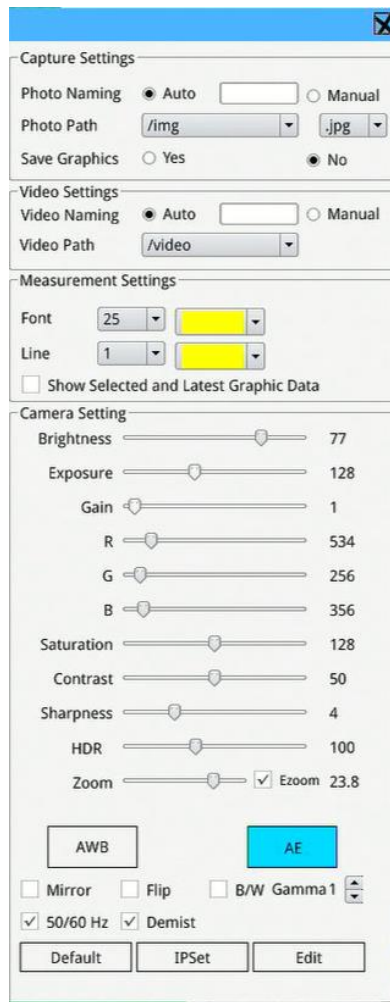 Capture Settings
Photo Naming Auto Manual
Photo Path /img .jpg
Save Graphics Yes No
Video Settings
Video Naming Auto Manual
Video Path /video
Measurement Settings
Font 25
Line 1
Show Selected and Latest Graphic Data
Camera Setting
Brightness 77
Exposure 128
Gain 1
R 534
G 256
B 356
Saturation 128
Contrast 50
Sharpness 4
HDR 100
Zoom Ezoom 23.8
AWB AE
Mirror Flip B/W Gamma1
50/60 Hz Demist
Default IPSet Edit